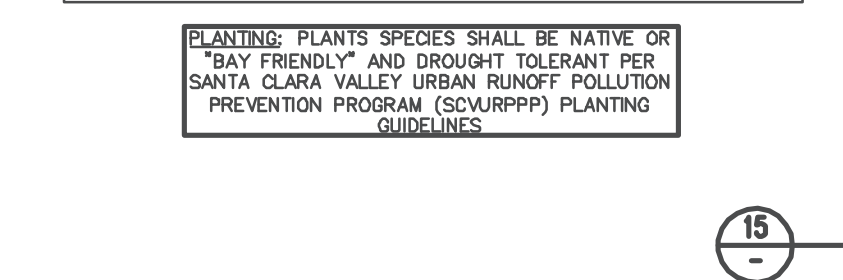 PLANTING: PLANTS SPECIES SHALL BE NATIVE OR
"BAY FRIENDLY" AND DROUGHT TOLERANT PER
SANTA CLARA VALLEY URBAN RUNOFF POLLUTION
PREVENTION PROGRAM (SCVURPPP) PLANTING
GUIDELINES
15
-